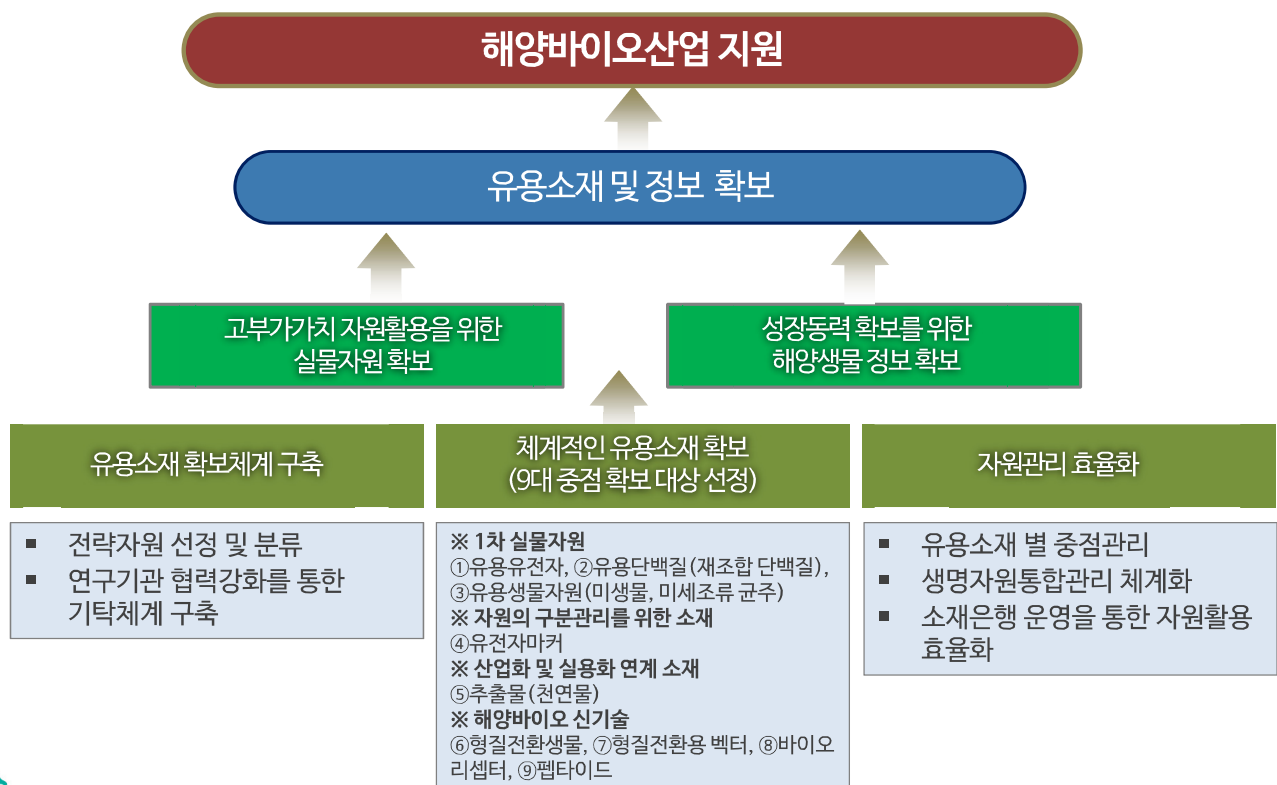 해양바이오산업 지원
유용소재 및 정보 확보
고부가가치 자원활용을 위한
실물자원 확보
성장동력 확보를 위한
해양생물 정보 확보
유용소재 확보체계 구축
체계적인 유용소재 확보
(9대 중점 확보 대상 선정)
자원관리 효율화
▪ 전략자원 선정 및 분류
▪ 연구기관 협력강화를 통한
기탁체계 구축
※ 1차 실물자원
①유용유전자, ②유용단백질(재조합 단백질),
③유용생물자원(미생물, 미세조류 균주)
※ 자원의 구분관리를 위한 소재
④유전자마커
※ 산업화 및 실용화 연계 소재
⑤추출물(천연물)
※ 해양바이오 신기술
⑥형질전환생물, ⑦형질전환용 벡터, ⑧바이오
리셉터, ⑨펩타이드
▪ 유용소재 별 중점관리
▪ 생명자원통합관리 체계화
▪ 소재은행 운영을 통한 자원활용
효율화